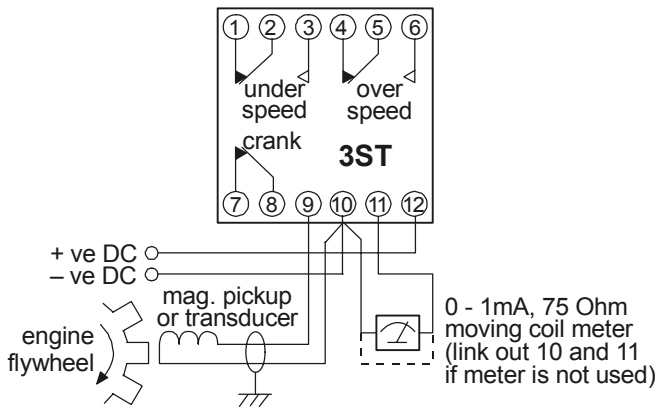 1 2 3 4 5 6
under
speed
over
speed
crank
3ST
7 8 9 10 11 12
+ ve DC
– ve DC
mag. pickup
or transducer
engine
flywheel
0 - 1mA, 75 Ohm
moving coil meter
(link out 10 and 11
if meter is not used)